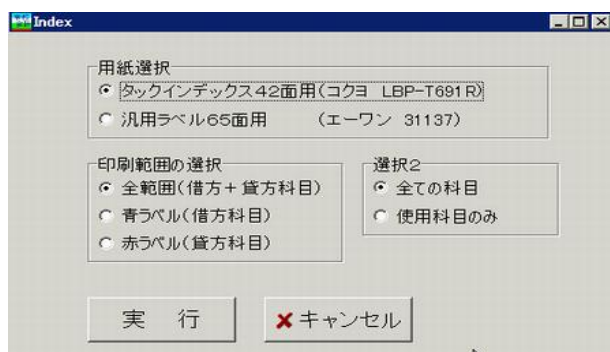 Index
用紙選択
タックインデックス42面用(コクヨ LBP-T691R)
汎用ラベル65面用 (エーワン 31137)
印刷範囲の選択
全範囲(借方+貸方科目)
青ラベル(借方科目)
赤ラベル(貸方科目)
選択2
全ての科目
使用科目のみ
実 行
キャンセル